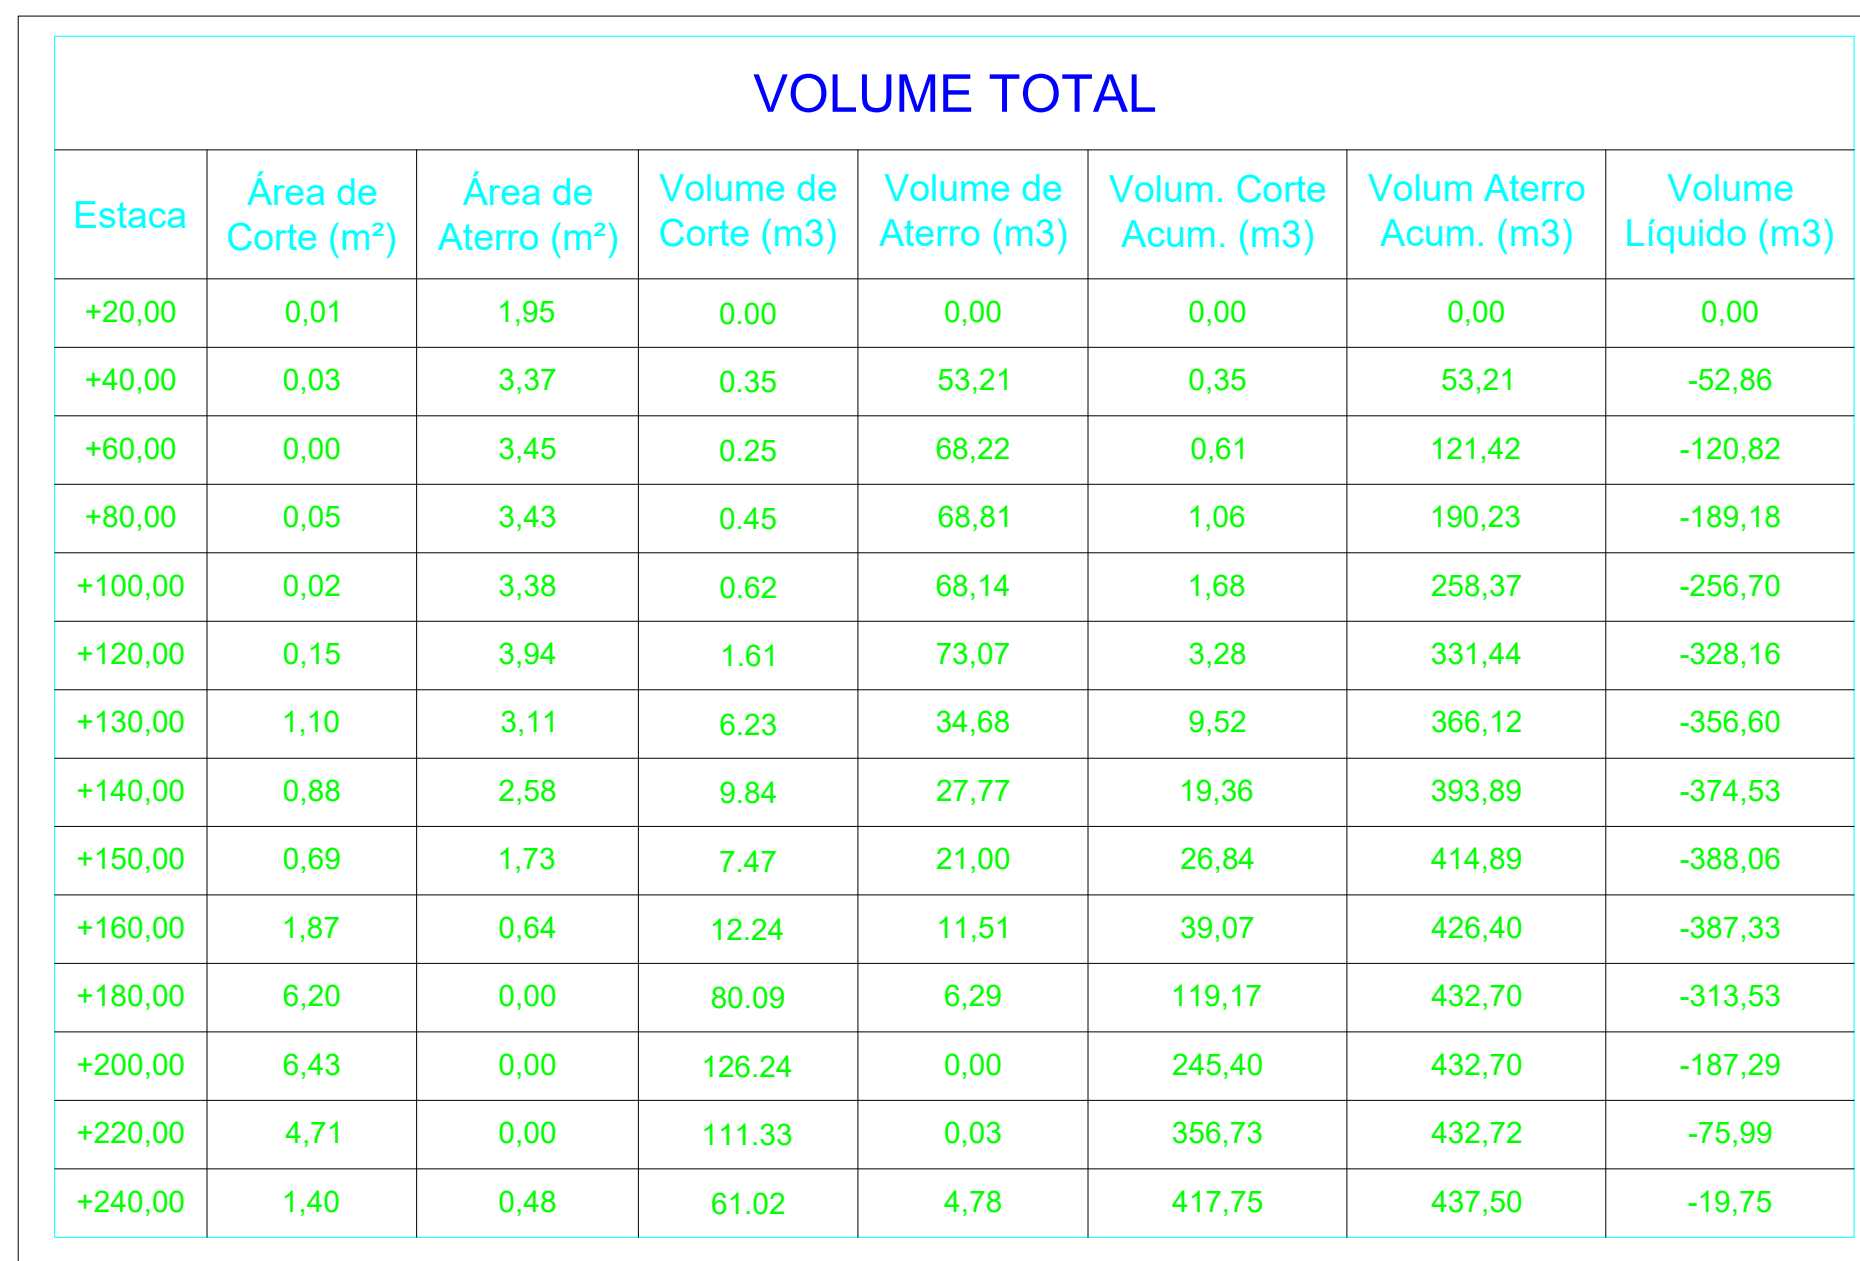 VOLUME TOTAL
Estaca Área de Corte (m²) Área de Aterro (m²) Volume de Corte (m3) Volume de Aterro (m3) Volum. Corte Acum. (m3) Volum Aterro Acum. (m3) Volume Líquido (m3)
+20,00 0,01 1,95 0.00 0,00 0,00 0,00 0,00
+40,00 0,03 3,37 0.35 53,21 0,35 53,21 -52,86
+60,00 0,00 3,45 0.25 68,22 0,61 121,42 -120,82
+80,00 0,05 3,43 0.45 68,81 1,06 190,23 -189,18
+100,00 0,02 3,38 0.62 68,14 1,68 258,37 -256,70
+120,00 0,15 3,94 1.61 73,07 3,28 331,44 -328,16
+130,00 1,10 3,11 6.23 34,68 9,52 366,12 -356,60
+140,00 0,88 2,58 9.84 27,77 19,36 393,89 -374,53
+150,00 0,69 1,73 7.47 21,00 26,84 414,89 -388,06
+160,00 1,87 0,64 12.24 11,51 39,07 426,40 -387,33
+180,00 6,20 0,00 80.09 6,29 119,17 432,70 -313,53
+200,00 6,43 0,00 126.24 0,00 245,40 432,70 -187,29
+220,00 4,71 0,00 111.33 0,03 356,73 432,72 -75,99
+240,00 1,40 0,48 61.02 4,78 417,75 437,50 -19,75